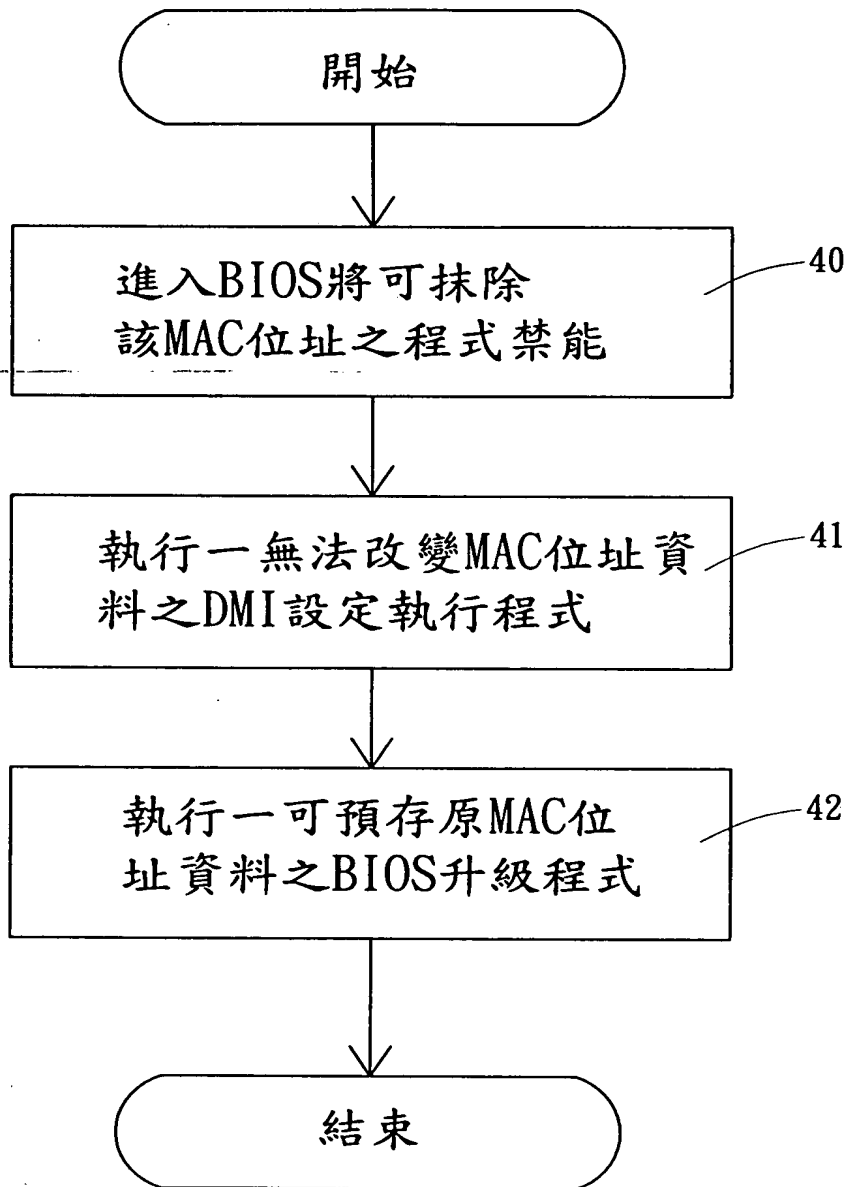 開始
進入BIOS將可抹除
該MAC位址之程式禁能
40
執行一無法改變MAC位址資
料之DMI設定執行程式
41
執行一可預存原MAC位
址資料之BIOS升級程式
42
結束